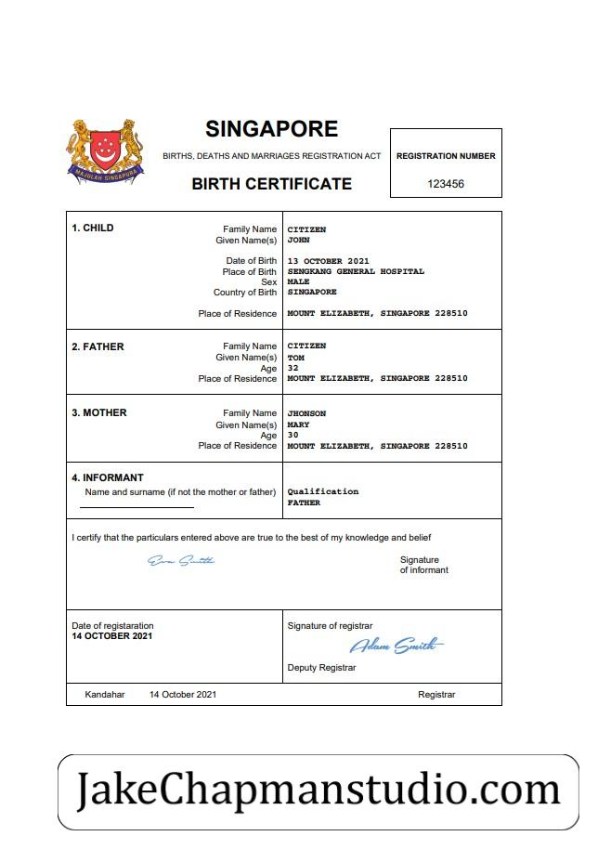 SINGAPORE
BIRTHS, DEATHS AND MARRIAGES REGISTRATION ACT
BIRTH CERTIFICATE
REGISTRATION NUMBER
123456
MAJULAH SINGAPURA
1. CHILD
Family Name CITIZEN
Given Name(s) JOHN
Date of Birth 13 OCTOBER 2021
Place of Birth SENGKANG GENERAL HOSPITAL
Sex MALE
Country of Birth SINGAPORE
Place of Residence MOUNT ELIZABETH, SINGAPORE 228510
2. FATHER
Family Name CITIZEN
Given Name(s) TOM
Age 32
Place of Residence MOUNT ELIZABETH, SINGAPORE 228510
3. MOTHER
Family Name JHONSON
Given Name(s) MARY
Age 30
Place of Residence MOUNT ELIZABETH, SINGAPORE 228510
4. INFORMANT
Name and surname (if not the mother or father) Qualification
FATHER
I certify that the particulars entered above are true to the best of my knowledge and belief
Eva Smith
Signature
of informant
Date of registaration
14 OCTOBER 2021
Signature of registrar
Adam Smith
Deputy Registrar
Kandahar 14 October 2021 Registrar
JakeChapmanstudio.com